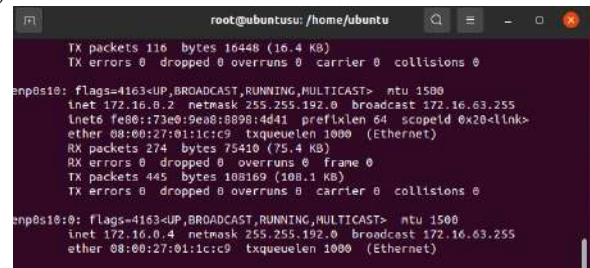 root@ubuntusu: /home/ubuntu
TX packets 116 bytes 16448 (16.4 KB)
TX errors 0 dropped 0 overruns 0 carrier 0 collisions 0
enp0s10: flags=4163<UP,BROADCAST,RUNNING,MULTICAST> mtu 1500
inet 172.16.0.2 netmask 255.255.192.0 broadcast 172.16.63.255
inet6 fe80::73e0:9ea8:8898:4d41 prefixlen 64 scopeid 0x20<link>
ether 08:00:27:01:1c:c9 txqueuelen 1000 (Ethernet)
RX packets 274 bytes 75410 (75.4 KB)
RX errors 0 dropped 0 overruns 0 frame 0
TX packets 445 bytes 108169 (108.1 KB)
TX errors 0 dropped 0 overruns 0 carrier 0 collisions 0
enp0s10:0: flags=4163<UP,BROADCAST,RUNNING,MULTICAST> mtu 1500
inet 172.16.0.4 netmask 255.255.192.0 broadcast 172.16.63.255
ether 08:00:27:01:1c:c9 txqueuelen 1000 (Ethernet)